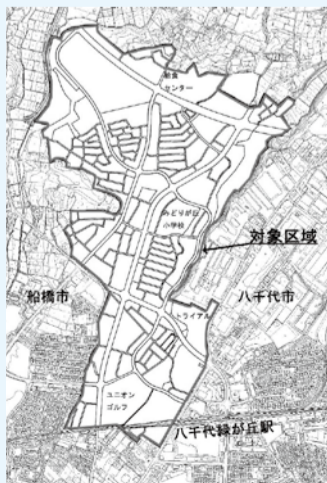 給食
センター
みどりが丘
小学校
対象区域
船橋市
八千代市
トライアル
ユニオン
ゴルフ
八千代緑が丘駅